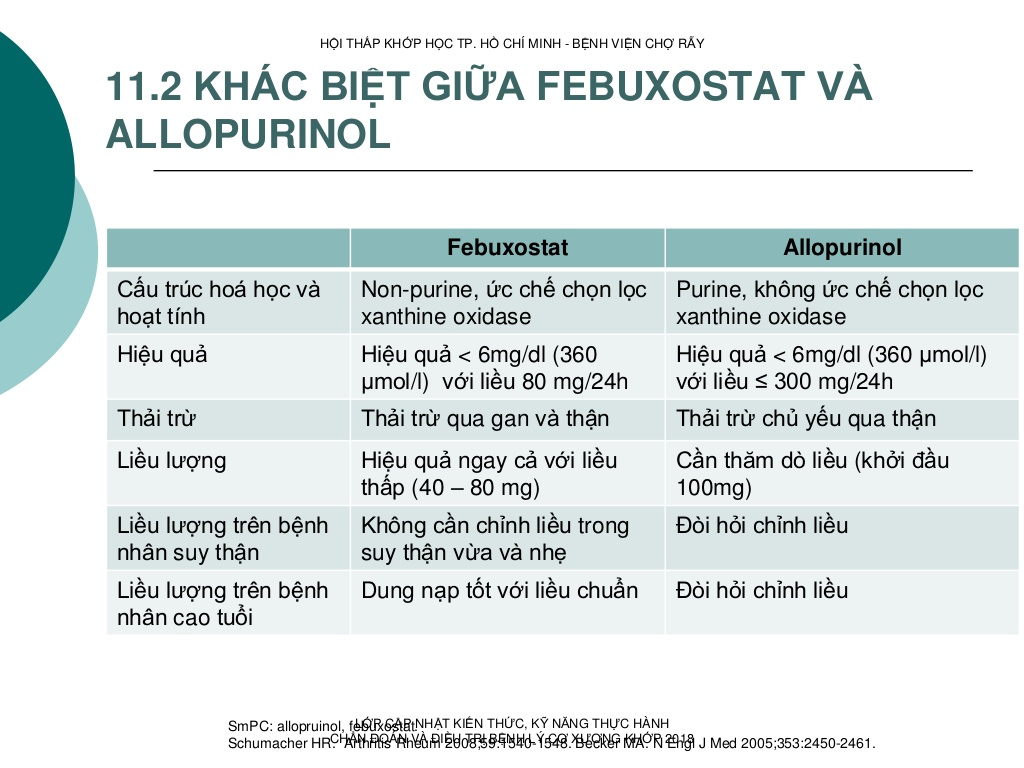 HỘI THẤP KHỚP HỌC TP. HỒ CHÍ MINH - BỆNH VIỆN CHỢ RẪY
11.2 KHÁC BIỆT GIỮA FEBUXOSTAT VÀ
ALLOPURINOL
Febuxostat
Allopurinol
Cấu trúc hoá học và
hoạt tính
Non-purine, ức chế chọn lọc
xanthine oxidase
Purine, không ức chế chọn lọc
xanthine oxidase
Hiệu quả
Hiệu quả < 6mg/dl (360
µmol/l) với liều 80 mg/24h
Hiệu quả < 6mg/dl (360 µmol/l)
với liều ≤ 300 mg/24h
Thải trừ
Thải trừ qua gan và thận
Thải trừ chủ yếu qua thận
Liều lượng
Hiệu quả ngay cả với liều
thấp (40 – 80 mg)
Cần thăm dò liều (khởi đầu
100mg)
Liều lượng trên bệnh
nhân suy thận
Không cần chỉnh liều trong
suy thận vừa và nhẹ
Đòi hỏi chỉnh liều
Liều lượng trên bệnh
nhân cao tuổi
Dung nạp tốt với liều chuẩn
Đòi hỏi chỉnh liều
SmPC: allopruinol, febuxostat.
LỚP CẬP NHẬT KIẾN THỨC, KỸ NĂNG THỰC HÀNH
CHẨN ĐOÁN VÀ ĐIỀU TRỊ BỆNH LÝ CƠ XƯƠNG KHỚP 2013
Schumacher HR. Arthritis Rheum 2008;59:1540-1548. Becker MA. N Engl J Med 2005;353:2450-2461.